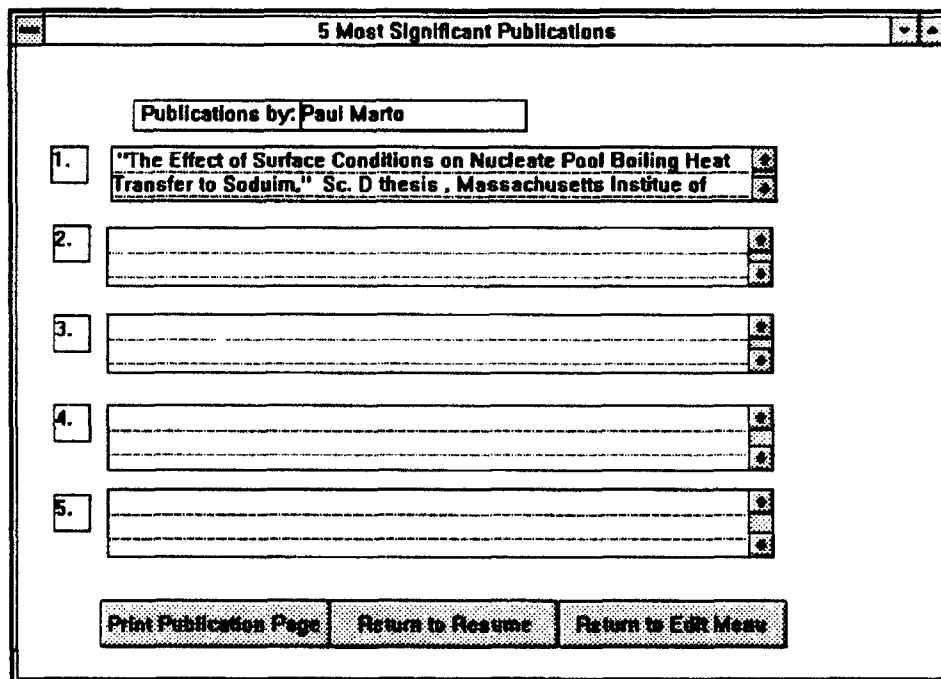 5 Most Significant Publications
Publications by: Paul Marto
1. "The Effect of Surface Conditions on Nucleate Pool Boiling Heat
Transfer to Soduim," Sc. D thesis , Massachusetts Institue of
2.
3.
4.
5.
Print Publication Page Return to Resume Return to Edit Menu